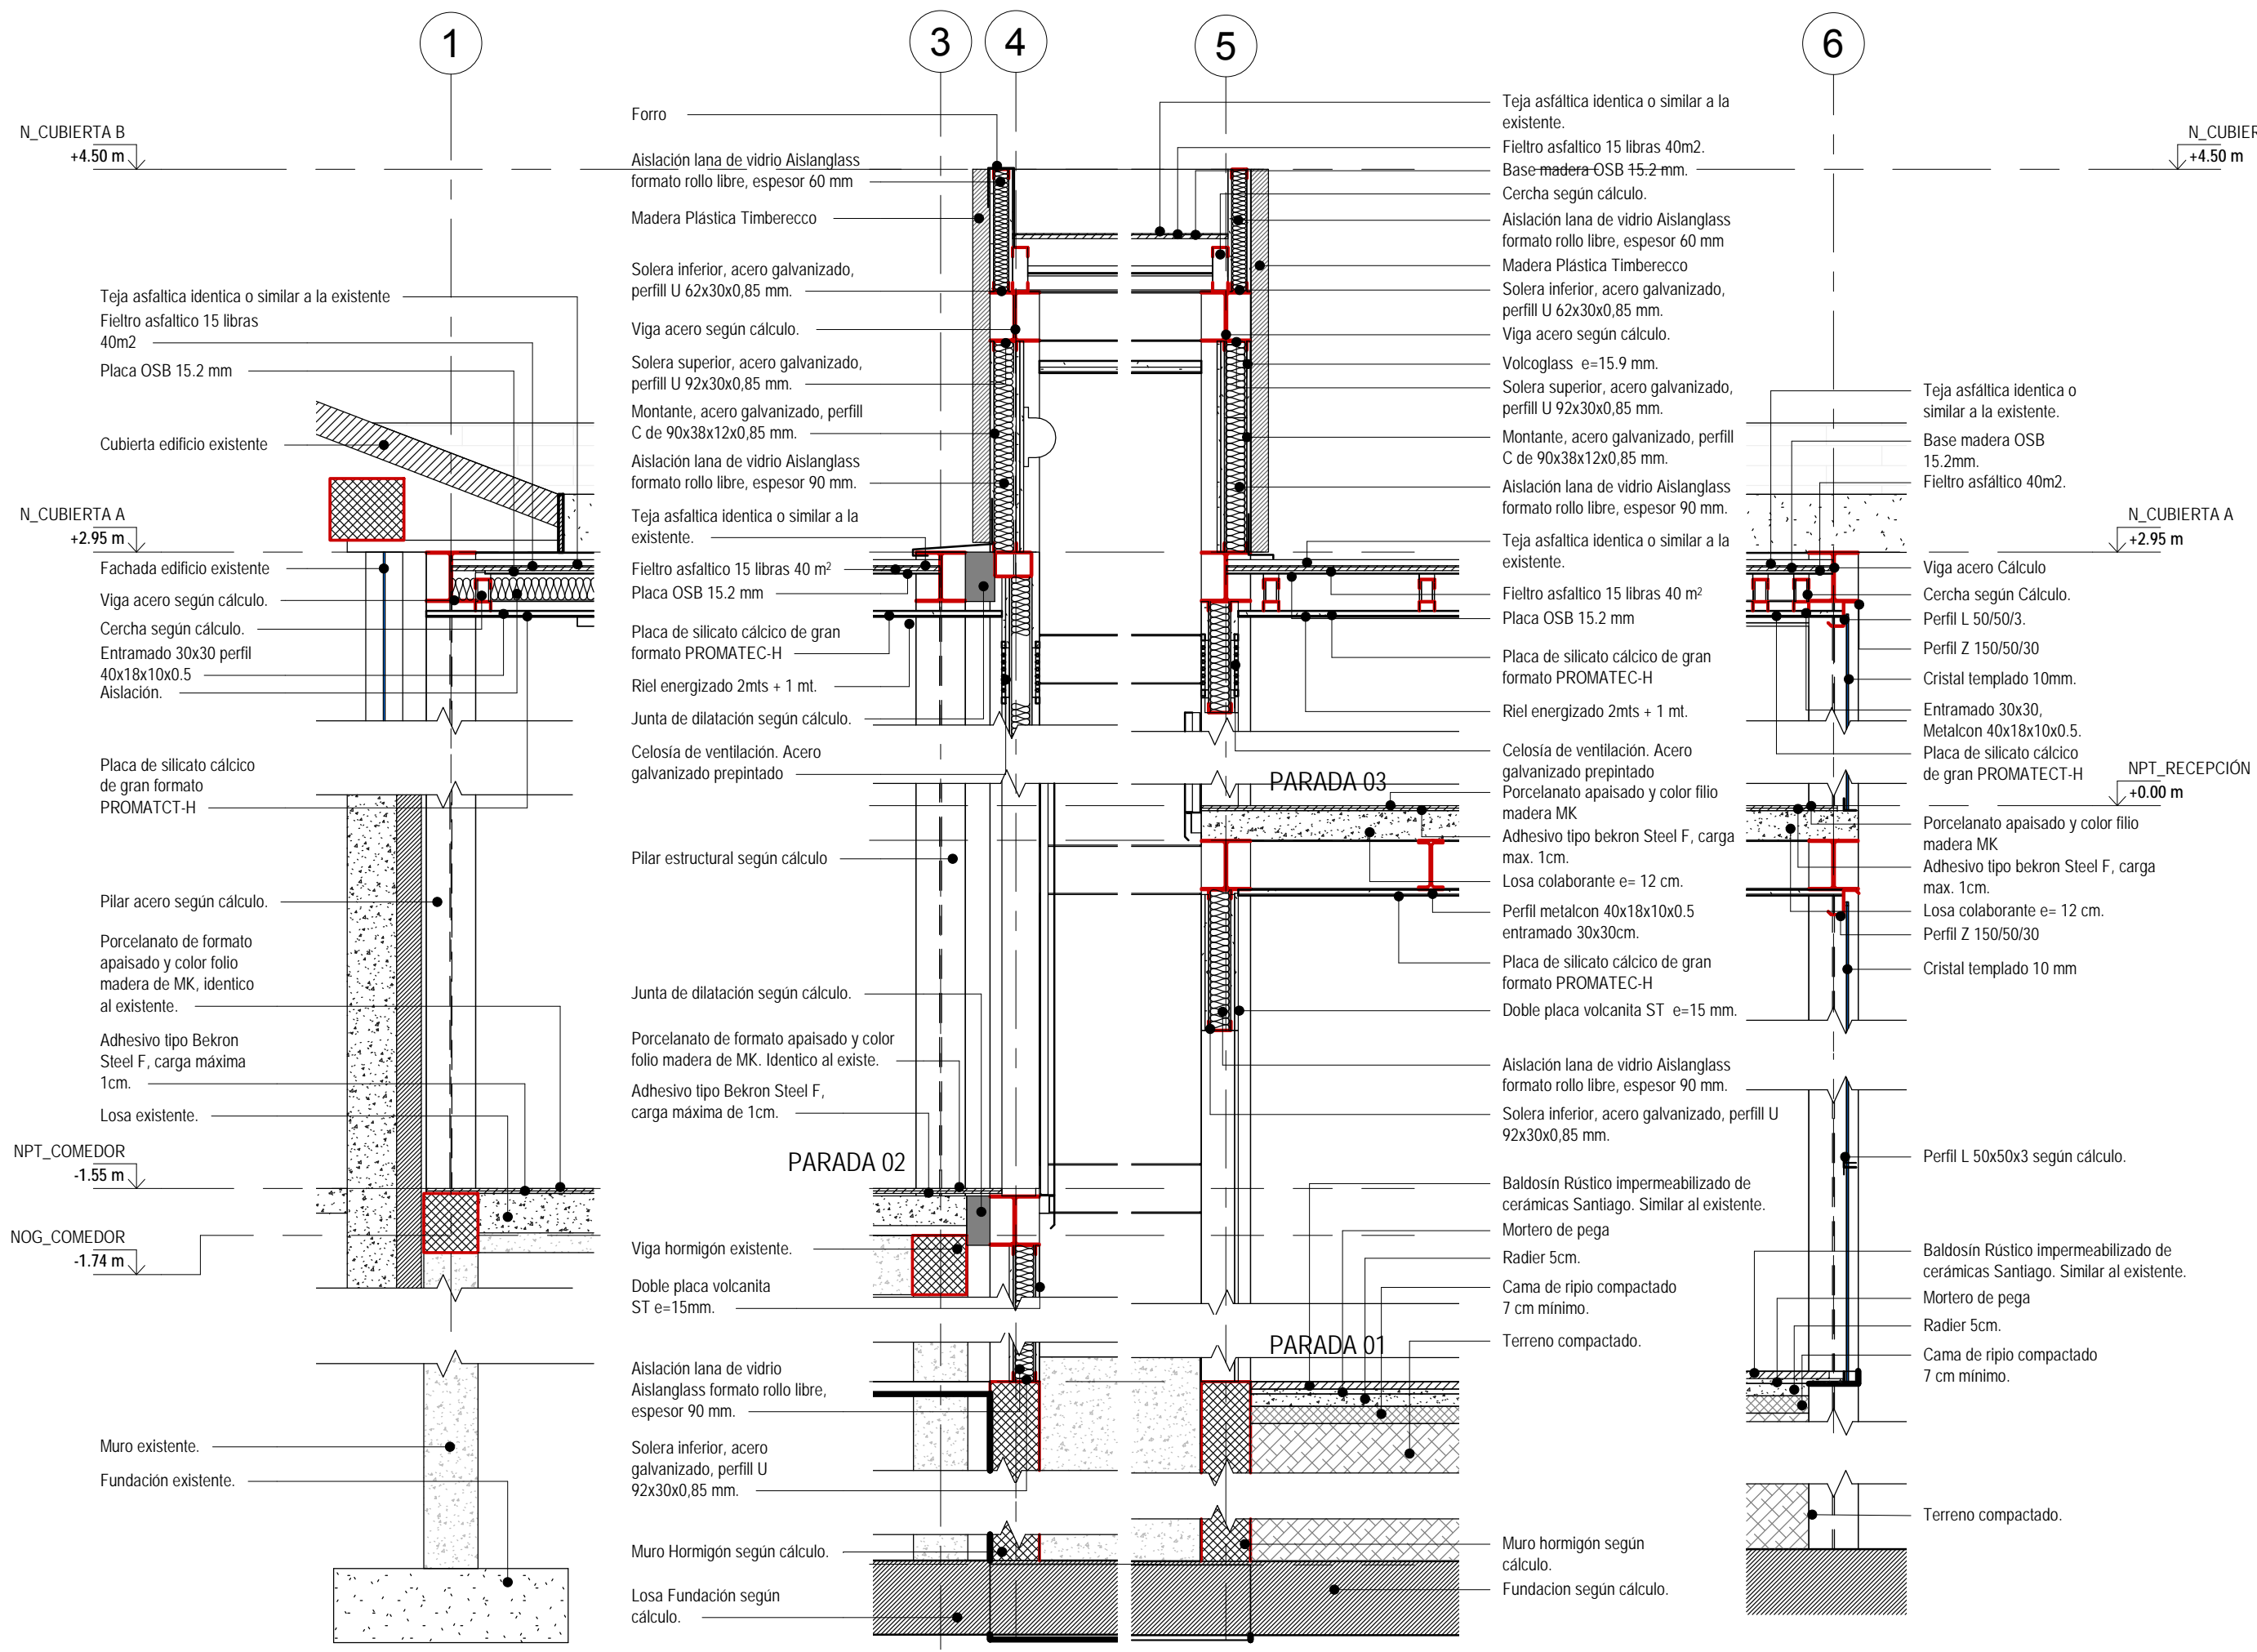 1
3
4
5
6
N_CUBIERTA B
+4.50 m
N_CUBIERTA A
+2.95 m
NPT_COMEDOR
-1.55 m
NOG_COMEDOR
-1.74 m
Teja asfaltica identica o similar a la existente
Fieltro asfaltico 15 libras
40m2
Placa OSB 15.2 mm
Cubierta edificio existente
Fachada edificio existente
Viga acero según cálculo.
Cercha según cálculo.
Entramado 30x30 perfil
40x18x10x0.5
Aislación.
Placa de silicato cálcico
de gran formato
PROMATCT-H
Pilar acero según cálculo.
Porcelanato de formato
apaisado y color folio
madera de MK, identico
al existente.
Adhesivo tipo Bekron
Steel F, carga máxima
1cm.
Losa existente.
Muro existente.
Fundación existente.
Forro
Aislación lana de vidrio Aislanglass
formato rollo libre, espesor 60 mm
Madera Plástica Timberecco
Solera inferior, acero galvanizado,
perfill U 62x30x0,85 mm.
Viga acero según cálculo.
Solera superior, acero galvanizado,
perfill U 92x30x0,85 mm.
Montante, acero galvanizado, perfill
C de 90x38x12x0,85 mm.
Aislación lana de vidrio Aislanglass
formato rollo libre, espesor 90 mm.
Teja asfaltica identica o similar a la
existente.
Fieltro asfaltico 15 libras 40 m²
Placa OSB 15.2 mm
Placa de silicato cálcico de gran
formato PROMATEC-H
Riel energizado 2mts + 1 mt.
Junta de dilatación según cálculo.
Celosía de ventilación. Acero
galvanizado prepintado
Pilar estructural según cálculo
Junta de dilatación según cálculo.
Porcelanato de formato apaisado y color
folio madera de MK. Identico al existe.
Adhesivo tipo Bekron Steel F,
carga máxima de 1cm.
PARADA 02
Viga hormigón existente.
Doble placa volcanita
ST e=15mm.
Aislación lana de vidrio
Aislanglass formato rollo libre,
espesor 90 mm.
Solera inferior, acero
galvanizado, perfill U
92x30x0,85 mm.
Muro Hormigón según cálculo.
Losa Fundación según
cálculo.
PARADA 03
PARADA 01
Teja asfáltica identica o similar a la
existente.
Fieltro asfaltico 15 libras 40m2.
Base madera OSB 15.2 mm.
Cercha según cálculo.
Aislación lana de vidrio Aislanglass
formato rollo libre, espesor 60 mm
Madera Plástica Timberecco
Solera inferior, acero galvanizado,
perfill U 62x30x0,85 mm.
Viga acero según cálculo.
Volcoglass e=15.9 mm.
Solera superior, acero galvanizado,
perfill U 92x30x0,85 mm.
Montante, acero galvanizado, perfill
C de 90x38x12x0,85 mm.
Aislación lana de vidrio Aislanglass
formato rollo libre, espesor 90 mm.
Teja asfaltica identica o similar a la
existente.
Fieltro asfaltico 15 libras 40 m²
Placa OSB 15.2 mm
Placa de silicato cálcico de gran
formato PROMATEC-H
Riel energizado 2mts + 1 mt.
Celosía de ventilación. Acero
galvanizado prepintado
Porcelanato apaisado y color filio
madera MK
Adhesivo tipo bekron Steel F, carga
max. 1cm.
Losa colaborante e= 12 cm.
Perfil metalcon 40x18x10x0.5
entramado 30x30cm.
Placa de silicato cálcico de gran
formato PROMATEC-H
Doble placa volcanita ST e=15 mm.
Aislación lana de vidrio Aislanglass
formato rollo libre, espesor 90 mm.
Solera inferior, acero galvanizado, perfill U
92x30x0,85 mm.
Baldosín Rústico impermeabilizado de
cerámicas Santiago. Similar al existente.
Mortero de pega
Radier 5cm.
Cama de ripio compactado
7 cm mínimo.
Terreno compactado.
Muro hormigón según
cálculo.
Fundacion según cálculo.
N_CUBIER
+4.50 m
Teja asfáltica identica o
similar a la existente.
Base madera OSB
15.2mm.
Fieltro asfáltico 40m2.
N_CUBIERTA A
+2.95 m
Viga acero Cálculo
Cercha según Cálculo.
Perfil L 50/50/3.
Perfil Z 150/50/30
Cristal templado 10mm.
Entramado 30x30,
Metalcon 40x18x10x0.5.
Placa de silicato cálcico
de gran PROMATECT-H
NPT_RECEPCIÓN
+0.00 m
Porcelanato apaisado y color filio
madera MK
Adhesivo tipo bekron Steel F, carga
max. 1cm.
Losa colaborante e= 12 cm.
Perfil Z 150/50/30
Cristal templado 10 mm
Perfil L 50x50x3 según cálculo.
Baldosín Rústico impermeabilizado de
cerámicas Santiago. Similar al existente.
Mortero de pega
Radier 5cm.
Cama de ripio compactado
7 cm mínimo.
Terreno compactado.